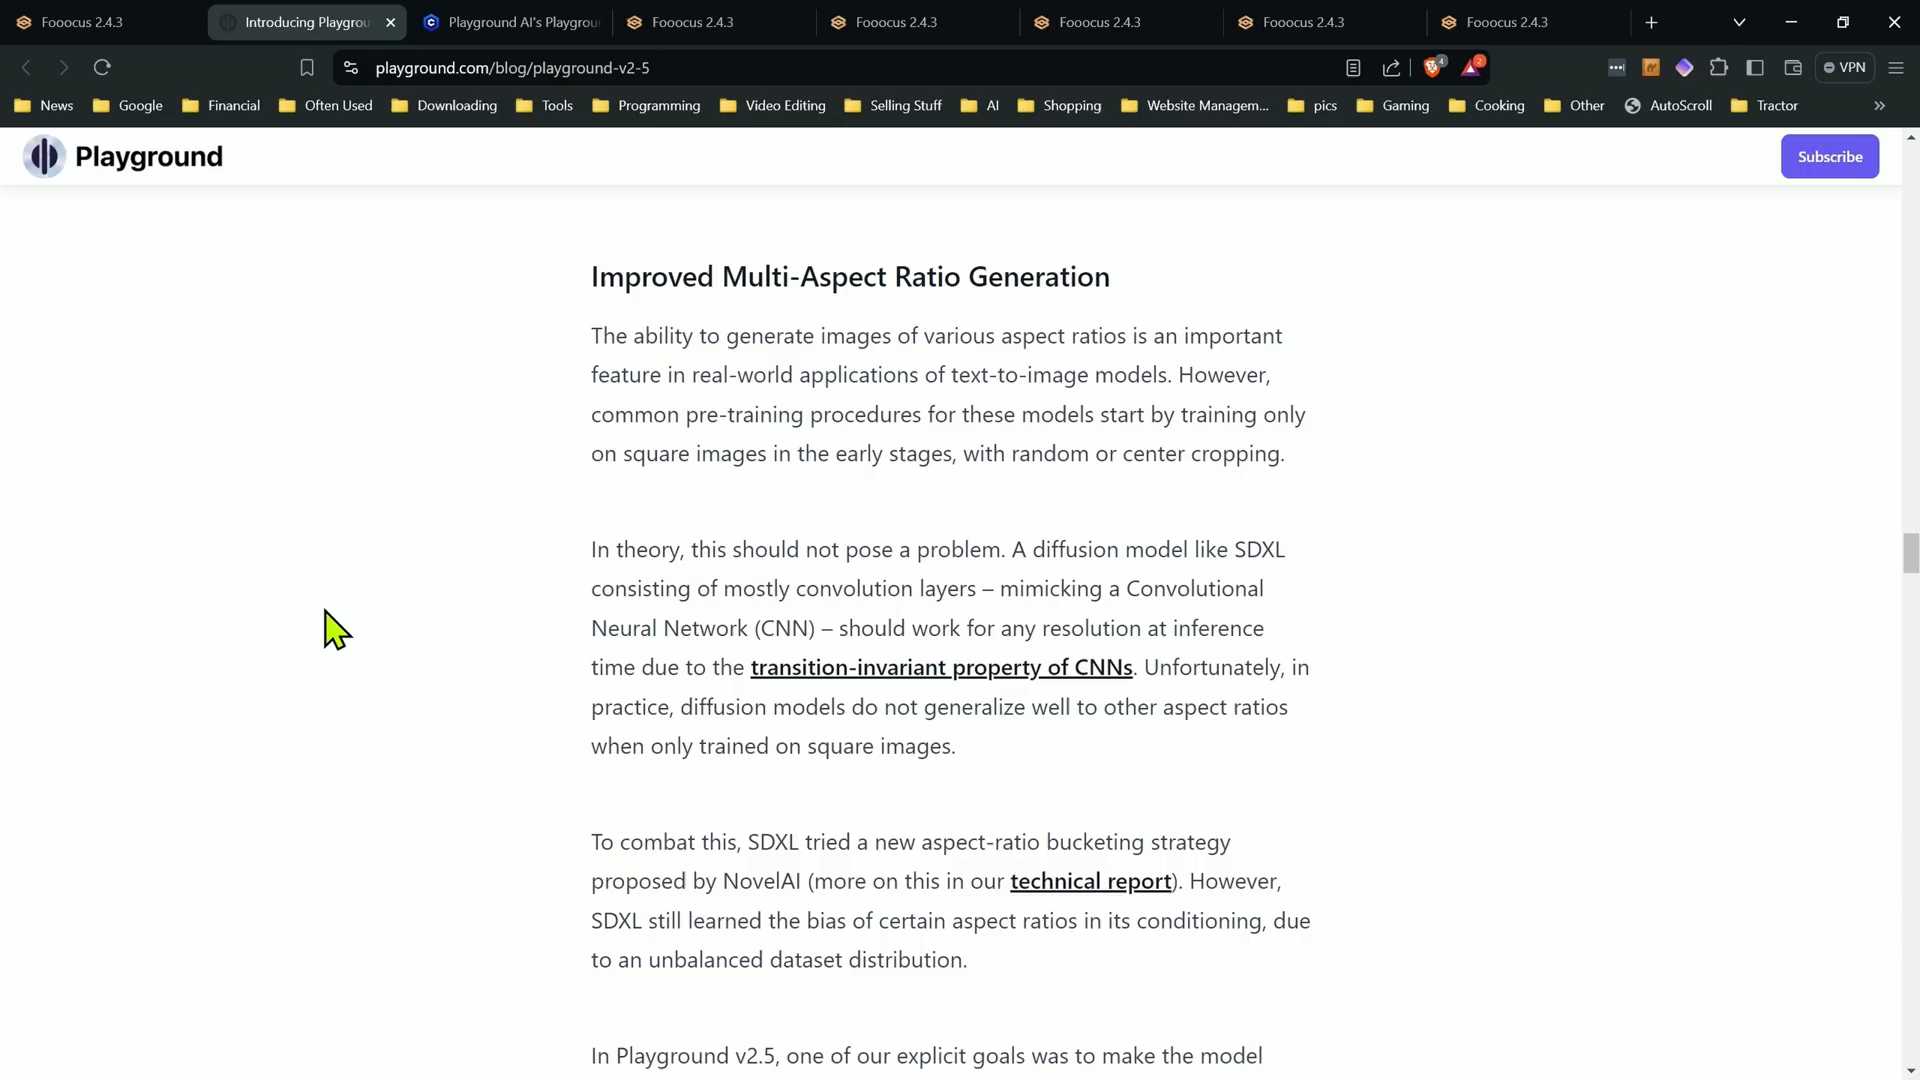 Fooocus 2.4.3
Introducing Playgrou
Playground AI's Playgroun
Fooocus 2.4.3
Fooocus 2.4.3
Fooocus 2.4.3
Fooocus 2.4.3
Fooocus 2.4.3
playground.com/blog/playground-v2-5
4
2
VPN
News
Google
Financial
Often Used
Downloading
Tools
Programming
Video Editing
Selling Stuff
AI
Shopping
Website Managem...
pics
Gaming
Cooking
Other
AutoScroll
Tractor
Playground
Subscribe
Improved Multi-Aspect Ratio Generation
The ability to generate images of various aspect ratios is an important
feature in real-world applications of text-to-image models. However,
common pre-training procedures for these models start by training only
on square images in the early stages, with random or center cropping.
In theory, this should not pose a problem. A diffusion model like SDXL
consisting of mostly convolution layers – mimicking a Convolutional
Neural Network (CNN) – should work for any resolution at inference
time due to the transition-invariant property of CNNs. Unfortunately, in
practice, diffusion models do not generalize well to other aspect ratios
when only trained on square images.
To combat this, SDXL tried a new aspect-ratio bucketing strategy
proposed by NovelAI (more on this in our technical report). However,
SDXL still learned the bias of certain aspect ratios in its conditioning, due
to an unbalanced dataset distribution.
In Playground v2.5, one of our explicit goals was to make the model